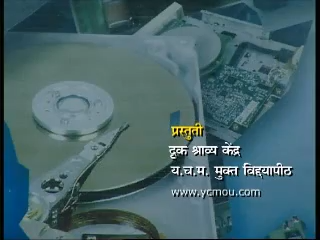 प्रस्तुती
दृक श्राव्य केंद्र
य.च.म. मुक्त विद्यापीठ
www.ycmou.com